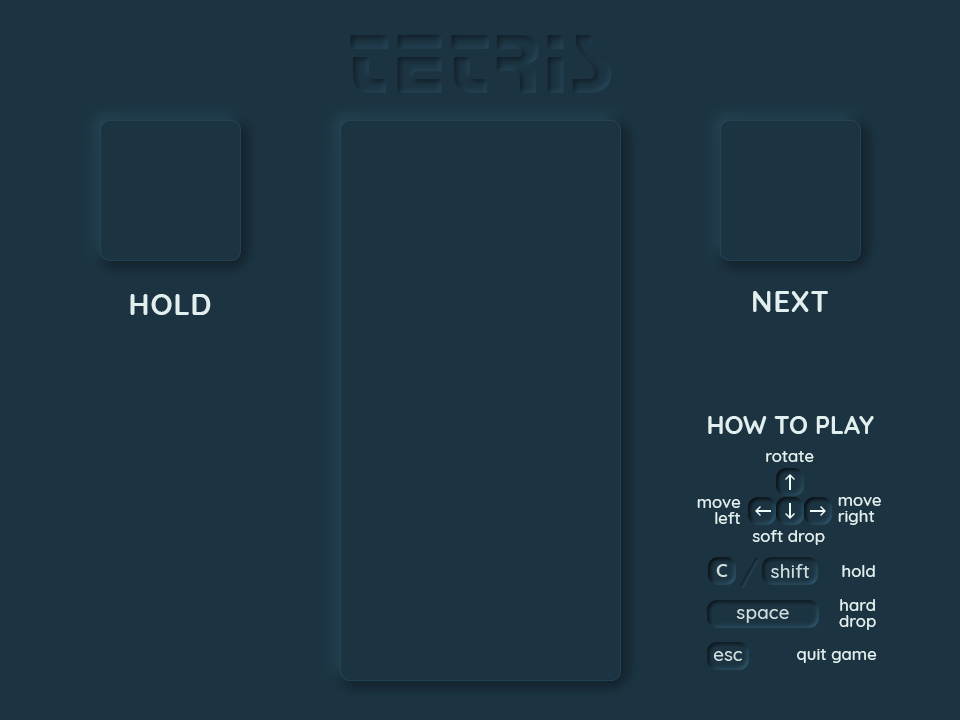 TETRIS
HOLD
NEXT
HOW TO PLAY
rotate
↑
move
left
← ↓ →
move
right
soft drop
C / shift hold
space hard
drop
esc quit game